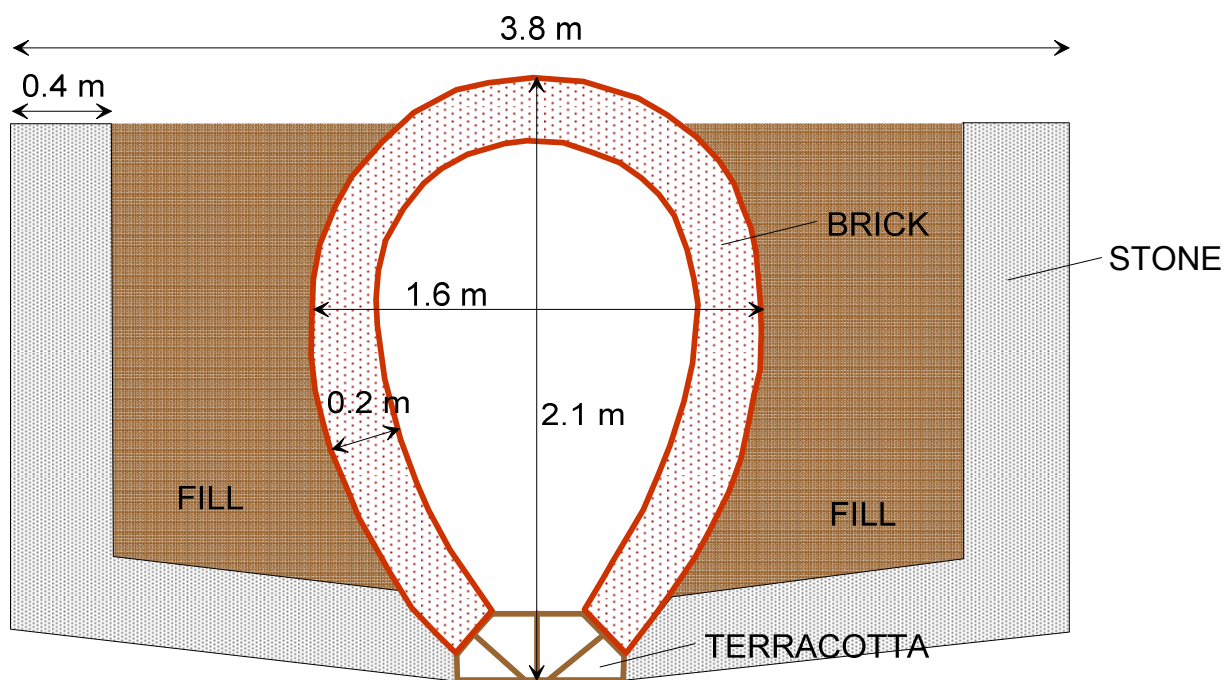 3.8 m
0.4 m
BRICK
STONE
1.6 m
0.2 m
2.1 m
FILL
FILL
TERRACOTTA